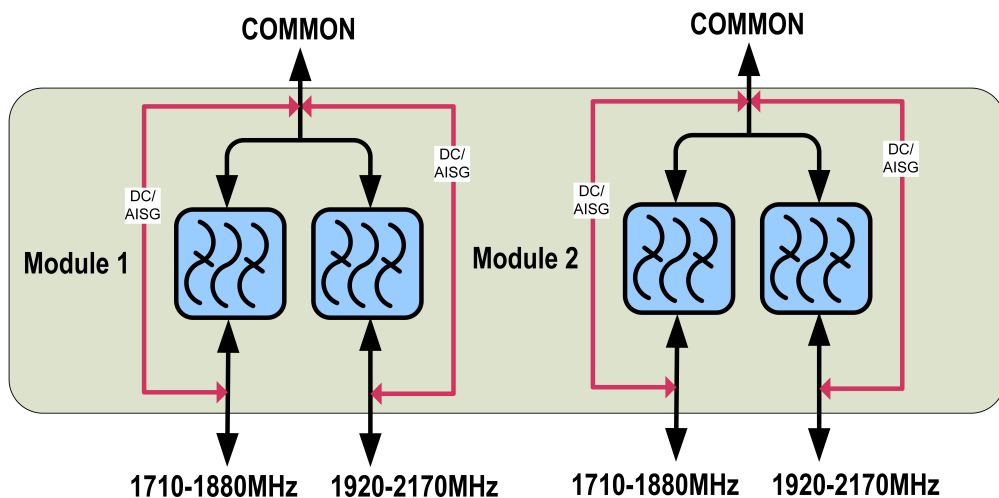 COMMON
COMMON
DC/
AISG
DC/
AISG
DC/
AISG
DC/
AISG
Module 1
Module 2
1710-1880MHz
1920-2170MHz
1710-1880MHz
1920-2170MHz